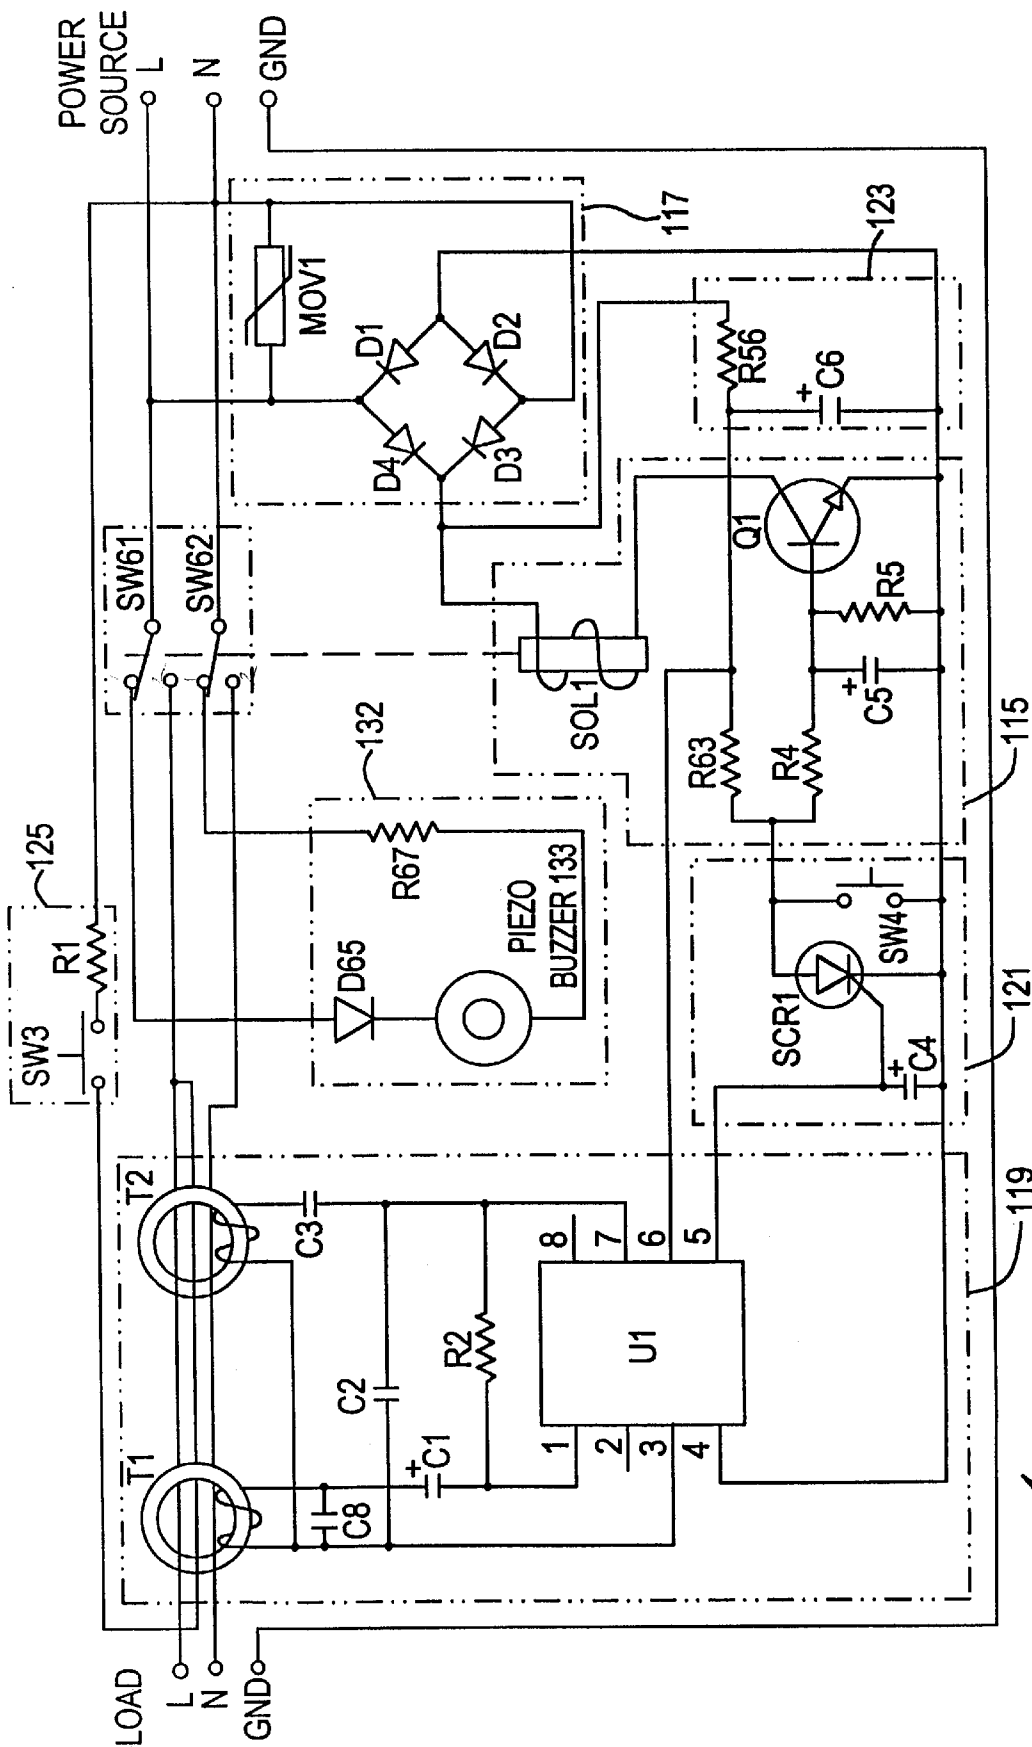 POWER
SOURCE
L
N
GND
LOAD
L
N
GND
125
SW3
R1
SW61
SW62
MOV1
117
D1
D2
D3
D4
132
R67
D65
PIEZO
BUZZER 133
SOL1
T1
T2
C3
C2
C8
C1
+
R2
U1
1
2
3
4
5
6
7
8
119
SCR1
SW4
C4
+
121
R63
R4
C5
+
R5
Q1
115
R56
C6
+
123